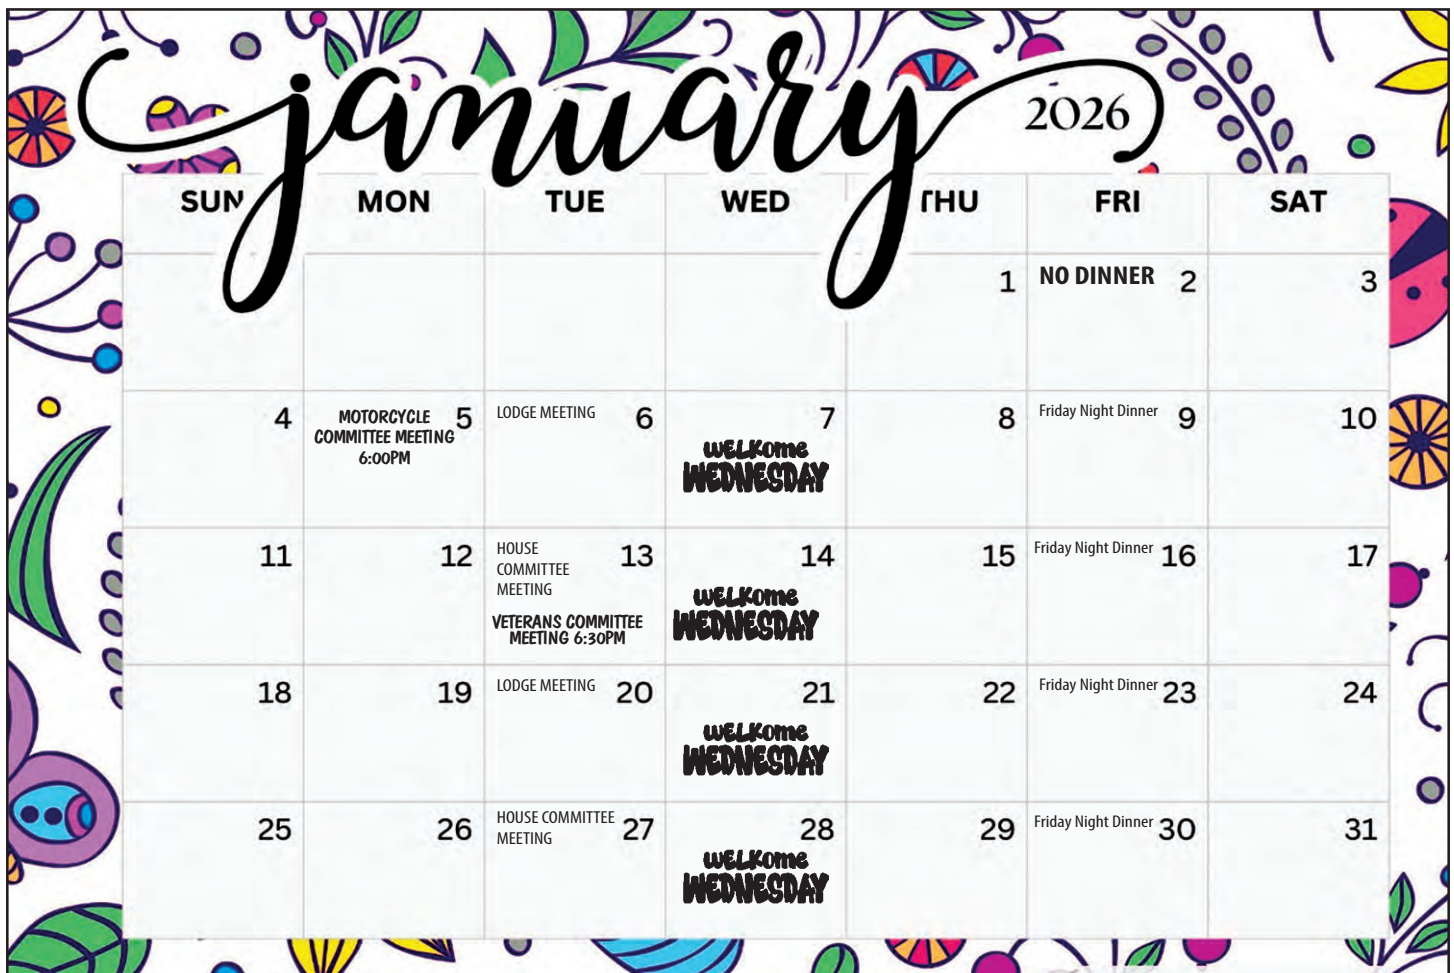 january 2026
SUN MON TUE WED THU FRI SAT
1 NO DINNER 2 3
4 MOTORCYCLE 5 LODGE MEETING 6 7 8 Friday Night Dinner 9 10
COMMITTEE MEETING
6:00PM
WELKome
WEDNESDAY
11 12 HOUSE 13 14 15 Friday Night Dinner 16 17
COMMITTEE
MEETING
VETERANS COMMITTEE
MEETING 6:30PM
WELKome
WEDNESDAY
18 19 LODGE MEETING 20 21 22 Friday Night Dinner 23 24
WELKome
WEDNESDAY
25 26 HOUSE COMMITTEE 27 28 29 Friday Night Dinner 30 31
MEETING
WELKome
WEDNESDAY